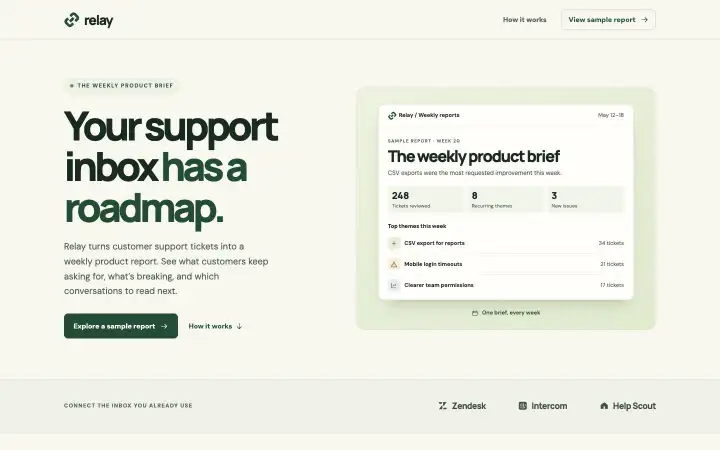 relay
How it works
View sample report
THE WEEKLY PRODUCT BRIEF
Your support
inbox has a
roadmap.
Relay turns customer support tickets into a
weekly product report. See what customers keep
asking for, what's breaking, and which
conversations to read next.
Explore a sample report
How it works
Relay / Weekly reports
May 12–18
SAMPLE REPORT · WEEK 20
The weekly product brief
CSV exports were the most requested improvement this week.
248
Tickets reviewed
8
Recurring themes
3
New issues
Top themes this week
CSV export for reports
34 tickets
Mobile login timeouts
21 tickets
Clearer team permissions
17 tickets
One brief, every week
CONNECT THE INBOX YOU ALREADY USE
Zendesk
Intercom
Help Scout